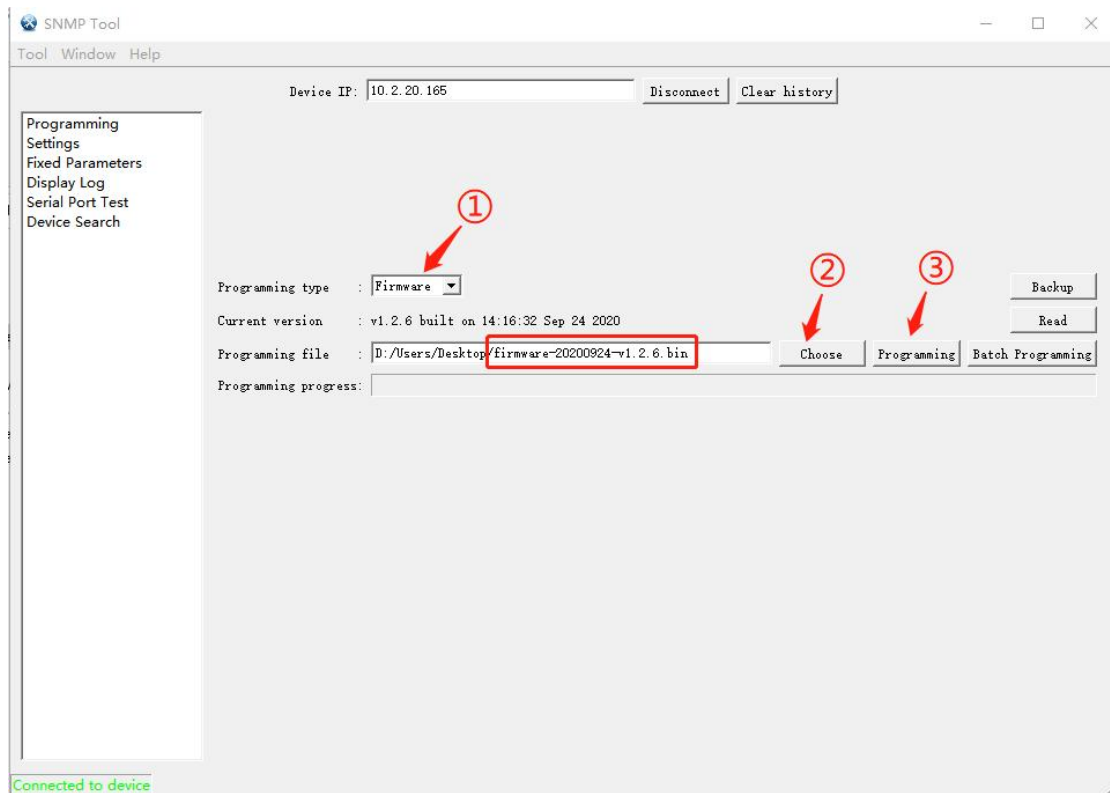 SNMP Tool
Tool Window Help
Device IP: 10.2.20.165 Disconnect Clear history
Programming
Settings
Fixed Parameters
Display Log
Serial Port Test
Device Search
①
② ③
Programming type : Firmware Backup
Current version : v1.2.6 built on 14:16:32 Sep 24 2020 Read
Programming file : D:/Users/Desktop/firmware-20200924-v1.2.6.bin Choose Programming Batch Programming
Programming progress:
Connected to device